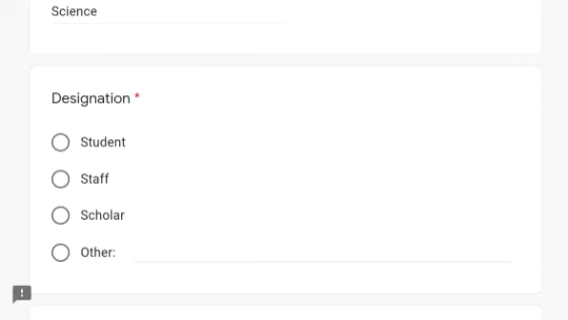 Science
Designation *
Student
Staff
Scholar
Other: